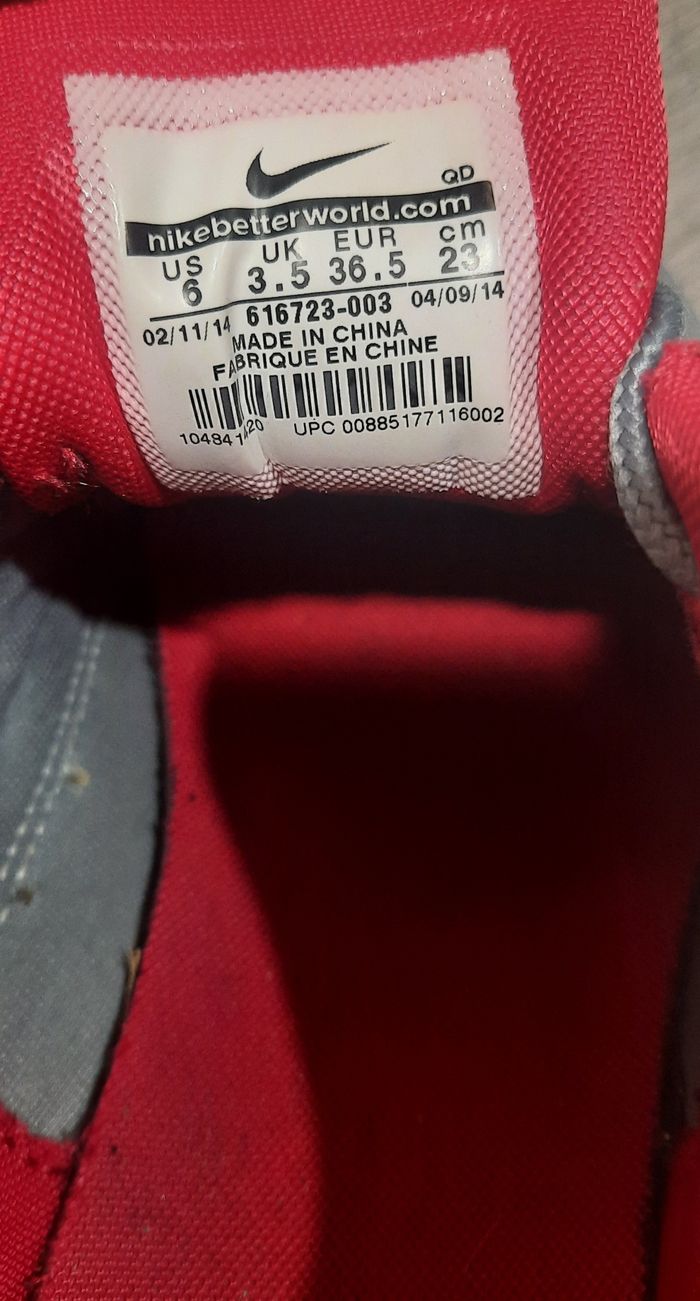 QD
nikebetterworld.com
US UK EUR cm
6 3.5 36.5 23
02/11/14 616723-003 04/09/14
MADE IN CHINA
FABRIQUE EN CHINE
UPC 00885177116002